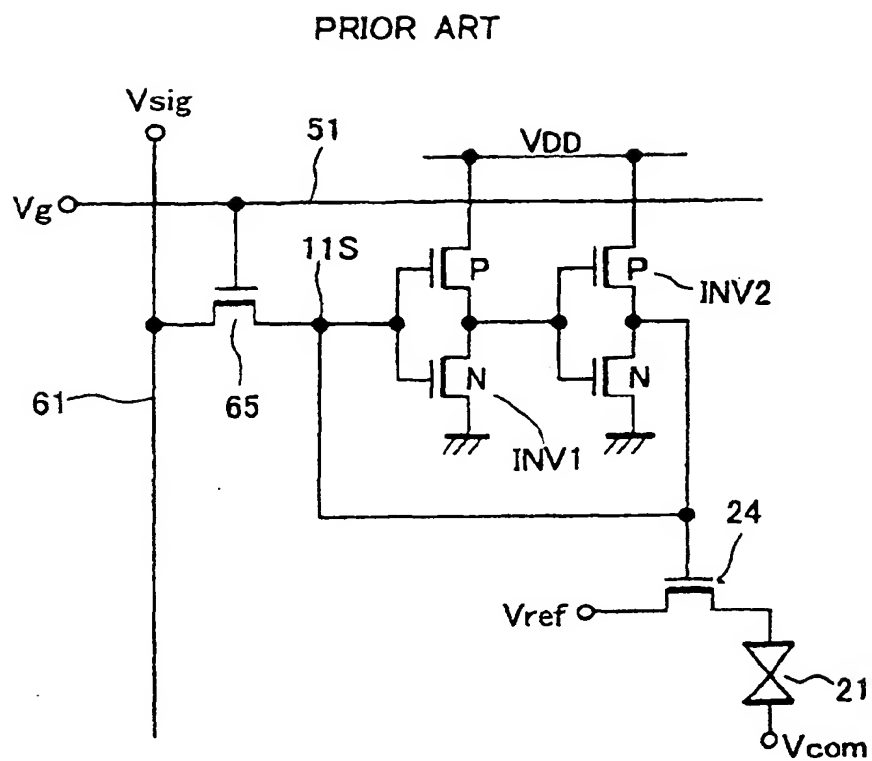 PRIOR ART
Vsig
51
VDD
Vg
11S
P
P
INV2
61
65
N
N
INV1
24
Vref
21
Vcom